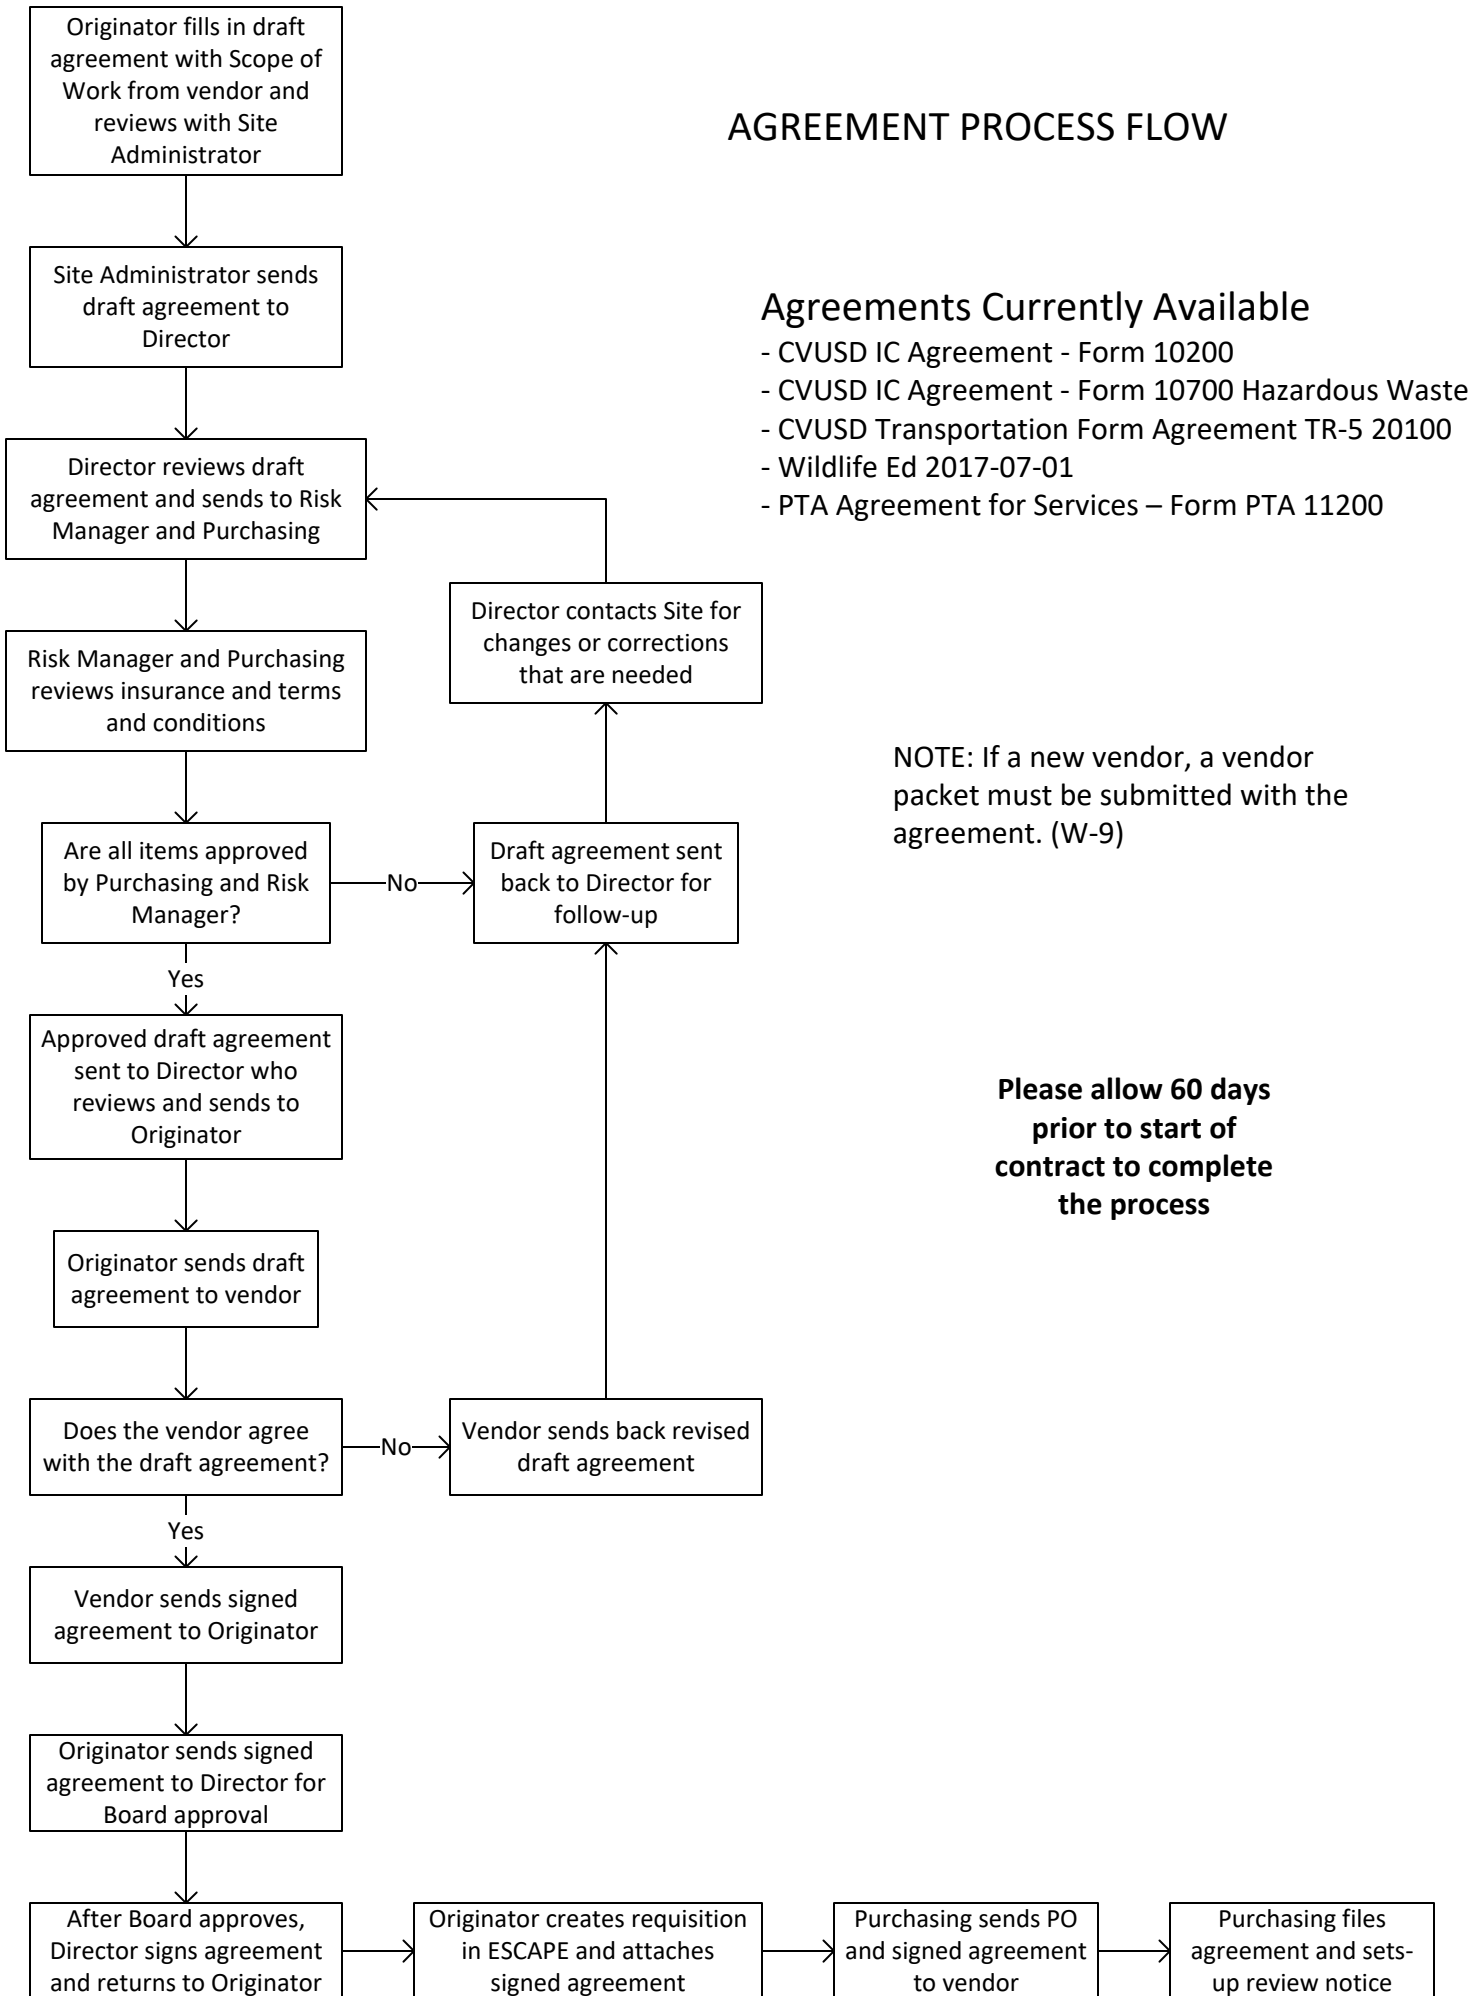 Originator fills in draft
agreement with Scope of
Work from vendor and
reviews with Site
Administrator
AGREEMENT PROCESS FLOW
Site Administrator sends
draft agreement to
Director
Agreements Currently Available
- CVUSD IC Agreement - Form 10200
- CVUSD IC Agreement - Form 10700 Hazardous Waste
- CVUSD Transportation Form Agreement TR-5 20100
- Wildlife Ed 2017-07-01
- PTA Agreement for Services – Form PTA 11200
Director reviews draft
agreement and sends to Risk
Manager and Purchasing
Director contacts Site for
changes or corrections
that are needed
Risk Manager and Purchasing
reviews insurance and terms
and conditions
NOTE: If a new vendor, a vendor
packet must be submitted with the
agreement. (W-9)
Are all items approved
by Purchasing and Risk
Manager?
No
Draft agreement sent
back to Director for
follow-up
Yes
Approved draft agreement
sent to Director who
reviews and sends to
Originator
Please allow 60 days
prior to start of
contract to complete
the process
Originator sends draft
agreement to vendor
Does the vendor agree
with the draft agreement?
No
Vendor sends back revised
draft agreement
Yes
Vendor sends signed
agreement to Originator
Originator sends signed
agreement to Director for
Board approval
After Board approves,
Director signs agreement
and returns to Originator
Originator creates requisition
in ESCAPE and attaches
signed agreement
Purchasing sends PO
and signed agreement
to vendor
Purchasing files
agreement and sets-
up review notice